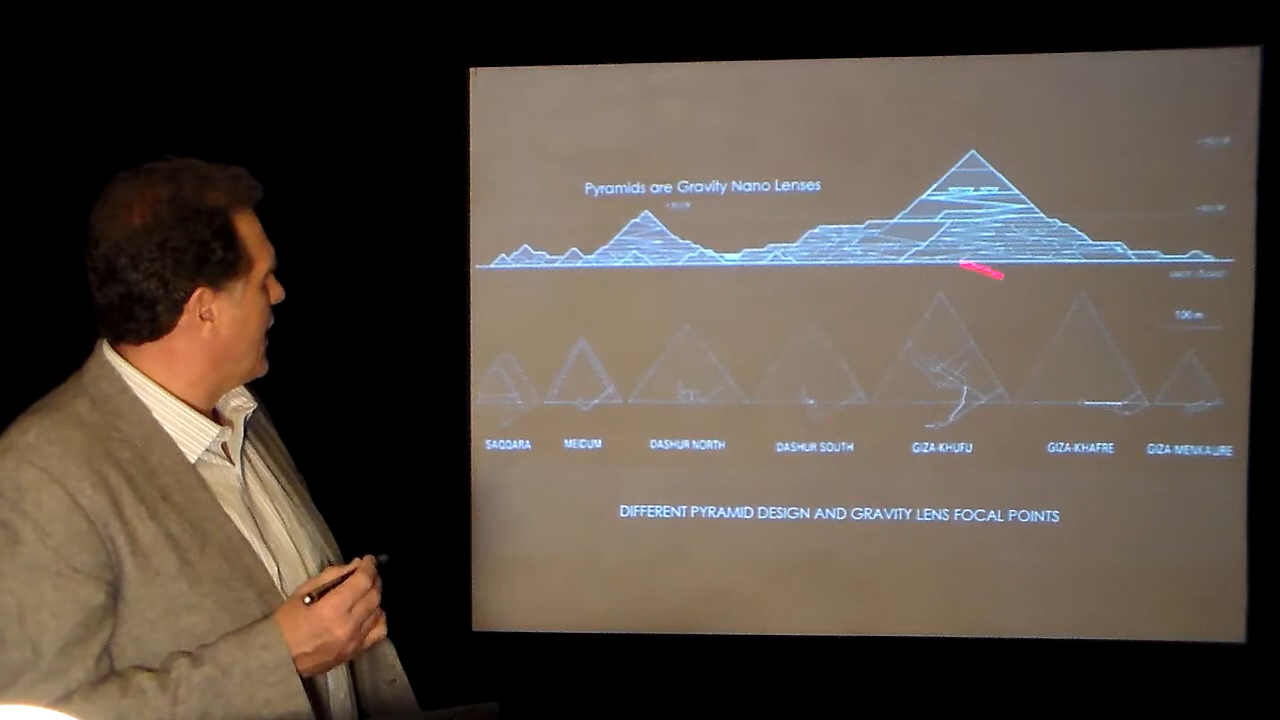 Pyramids are Gravity Nano Lenses
100 m
SAQQARA MEIDUM DASHUR NORTH DASHUR SOUTH GIZA-KHUFU GIZA-KHAFRE GIZA-MENKAURE
DIFFERENT PYRAMID DESIGN AND GRAVITY LENS FOCAL POINTS